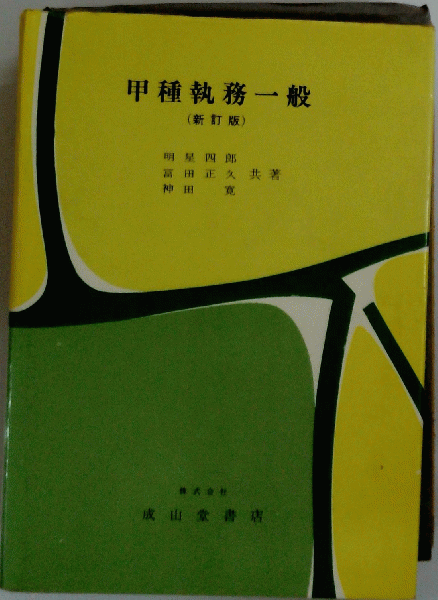 甲種執務一般
(新訂版)
明星四郎
冨田正久 共著
神田 寛
株式会社
成山堂書店